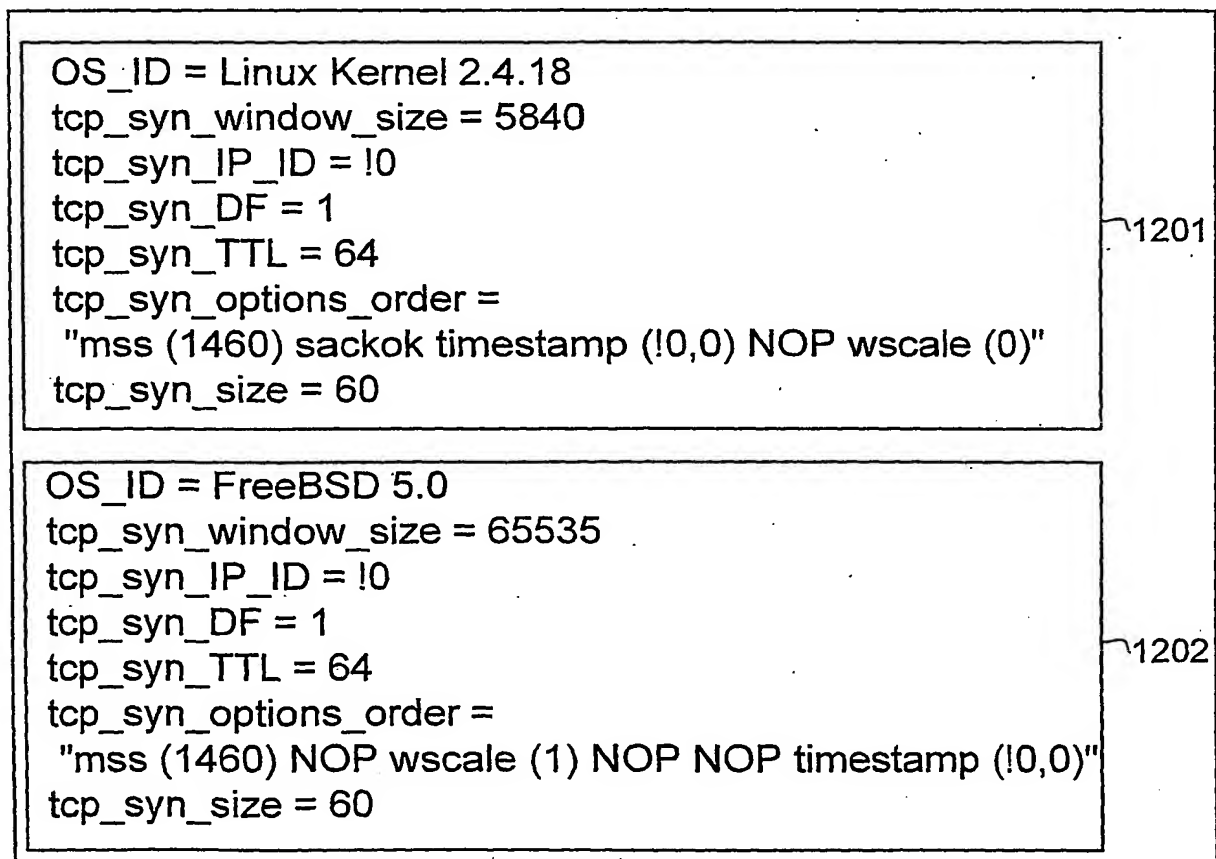 OS_ID = Linux Kernel 2.4.18
tcp_syn_window_size = 5840
tcp_syn_IP_ID = !0
tcp_syn_DF = 1
tcp_syn_TTL = 64
tcp_syn_options_order =
"mss (1460) sackok timestamp (!0,0) NOP wscale (0)"
tcp_syn_size = 60
1201
OS_ID = FreeBSD 5.0
tcp_syn_window_size = 65535
tcp_syn_IP_ID = !0
tcp_syn_DF = 1
tcp_syn_TTL = 64
tcp_syn_options_order =
"mss (1460) NOP wscale (1) NOP NOP timestamp (!0,0)"
tcp_syn_size = 60
1202